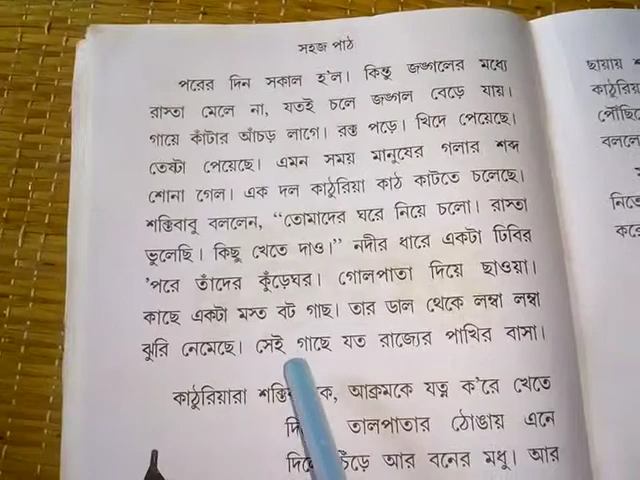 সহজ পাঠ
পরের দিন সকাল হ'ল। কিন্তু জঙ্গলের মধ্যে
রাস্তা মেলে না, যতই চলে জঙ্গল বেড়ে যায়।
গায়ে কাঁটার আঁচড় লাগে। রক্ত পড়ে। খিদে পেয়েছে।
তেষ্টা পেয়েছে। এমন সময় মানুষের গলার শব্দ
শোনা গেল। এক দল কাঠুরিয়া কাঠ কাটতে চলেছে।
শক্তিবাবু বললেন, “তোমাদের ঘরে নিয়ে চলো। রাস্তা
ভুলেছি। কিছু খেতে দাও।” নদীর ধারে একটা ঢিবির
'পরে তাঁদের কুঁড়েঘর। গোলপাতা দিয়ে ছাওয়া।
কাছে একটা মস্ত বট গাছ। তার ডাল থেকে লম্বা লম্বা
ঝুরি নেমেছে। সেই গাছে যত রাজ্যের পাখির বাসা।
কাঠুরিয়ারা আক্রমকে যত্ন ক'রে খেতে
তালপাতার ঠোঙায় এনে
আর বনের মধু। আর
ছায়ায়
কাঠুরিয়
পৌঁছি
বললে
নিতে
করে